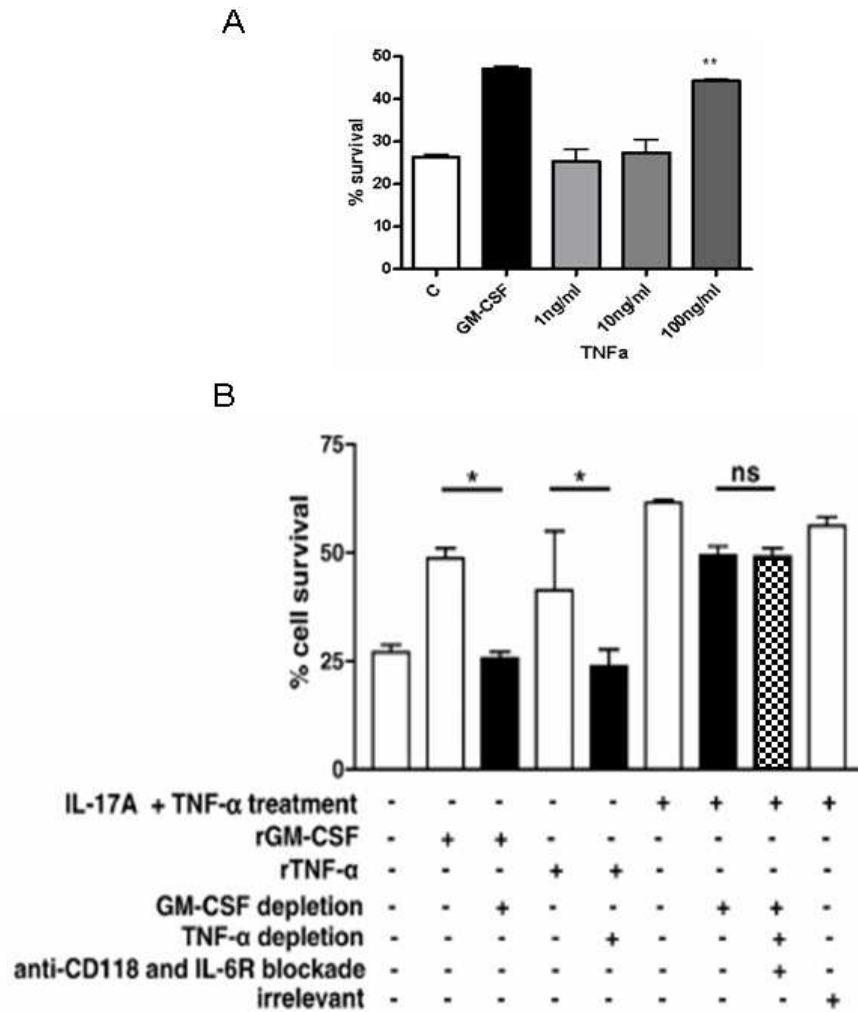 A
50
**
40
% survival
30
20
10
0
C
GM-CSF
1ng/ml
10ng/ml
100ng/ml
TNFa
B
75
* * ns
50
% cell survival
25
0
IL-17A + TNF-α treatment - - - - - + + + +
rGM-CSF - + + - - - - - -
rTNF-α - - - + + - - - -
GM-CSF depletion - - + - - - + + -
TNF-α depletion - - - - + - - + -
anti-CD118 and IL-6R blockade - - - - - - - + -
irrelevant - - - - - - - - +